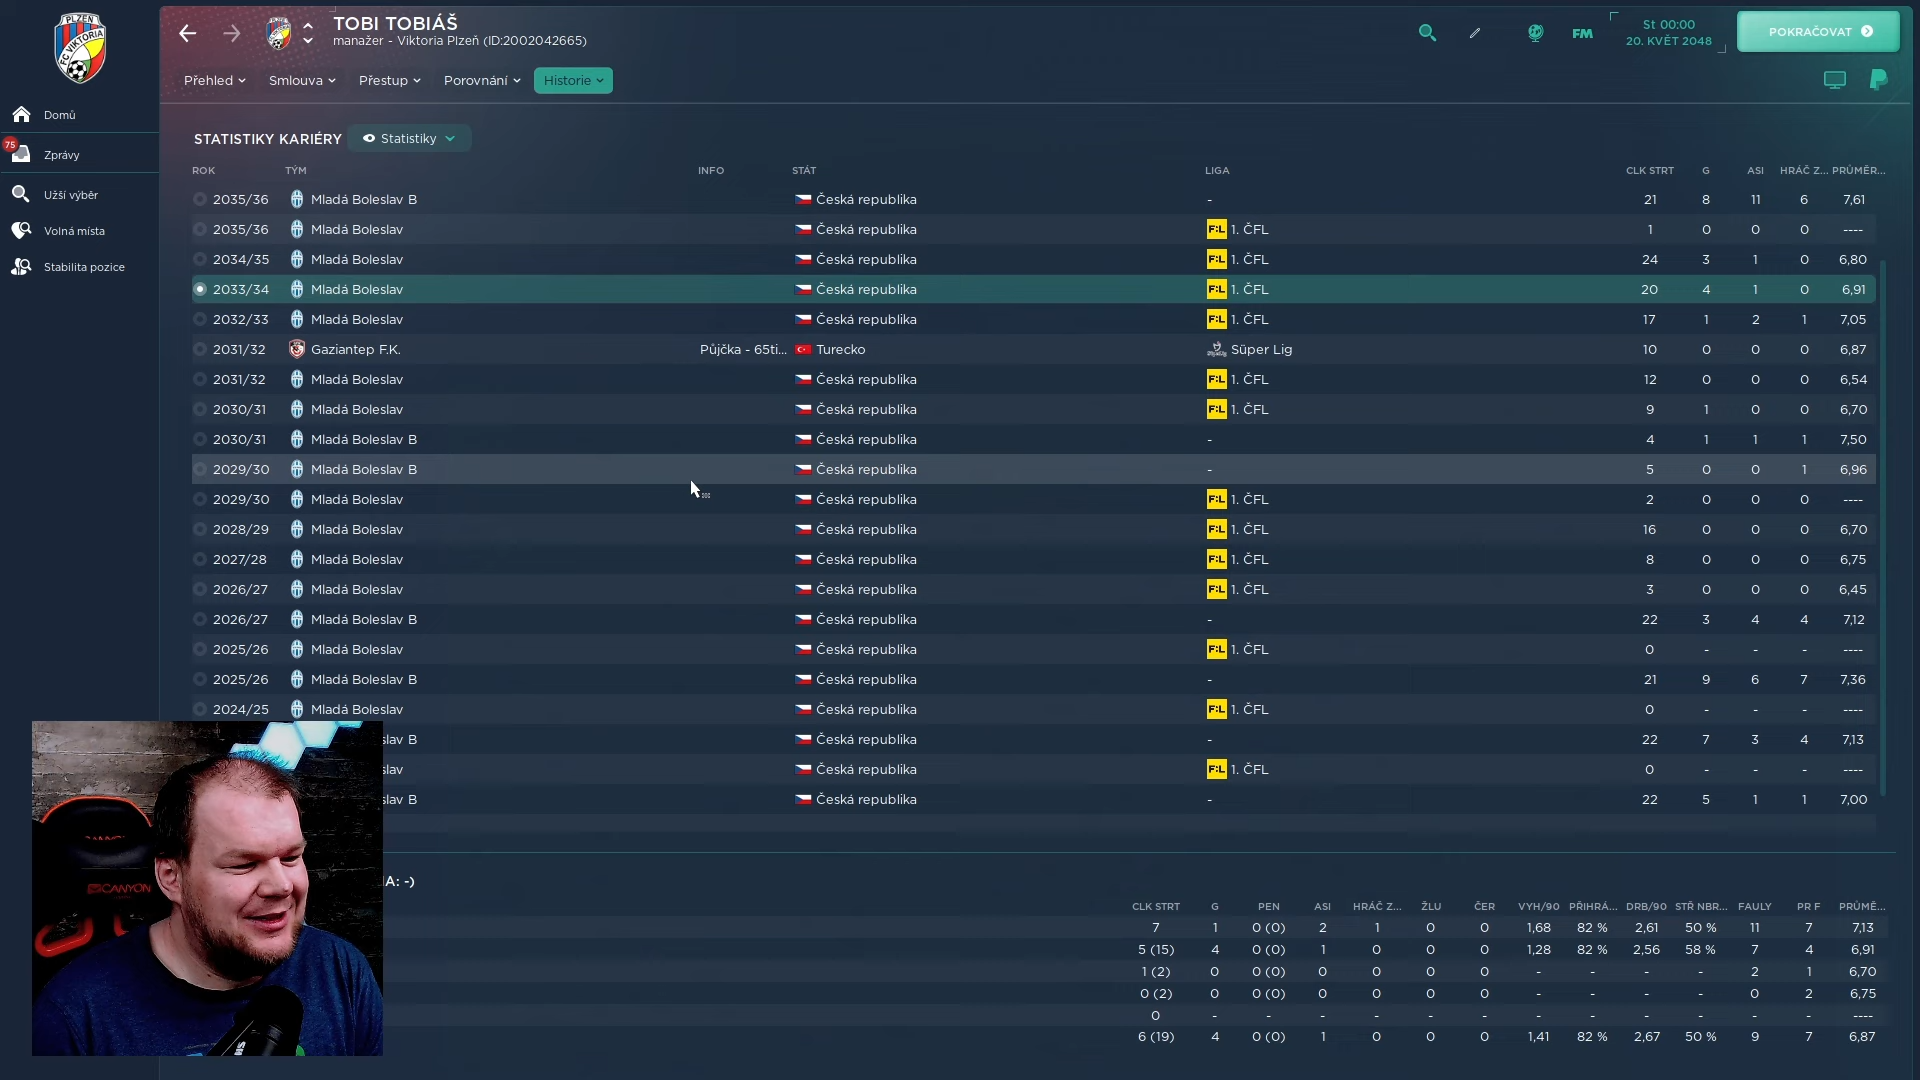 TOBI TOBIÁŠ
manažer - Viktoria Plzeň (ID:2002042665)
FM
St 00:00
20. KVĚT 2048
POKRAČOVAT
Přehled Smlouva Přestup Porovnání Historie
Domů
75
Zprávy
Užší výběr
Volná místa
Stabilita pozice
STATISTIKY KARIÉRY Statistiky
ROK TÝM INFO STÁT LIGA CLK STRT G ASI HRÁČ Z... PRŮMĚR...
2035/36 Mladá Boleslav B Česká republika - 21 8 11 6 7,61
2035/36 Mladá Boleslav Česká republika F:L 1. ČFL 1 0 0 0 ----
2034/35 Mladá Boleslav Česká republika F:L 1. ČFL 24 3 1 0 6,80
2033/34 Mladá Boleslav Česká republika F:L 1. ČFL 20 4 1 0 6,91
2032/33 Mladá Boleslav Česká republika F:L 1. ČFL 17 1 2 1 7,05
2031/32 Gaziantep F.K. Půjčka - 65ti... Turecko Süper Lig 10 0 0 0 6,87
2031/32 Mladá Boleslav Česká republika F:L 1. ČFL 12 0 0 0 6,54
2030/31 Mladá Boleslav Česká republika F:L 1. ČFL 9 1 0 0 6,70
2030/31 Mladá Boleslav B Česká republika - 4 1 1 1 7,50
2029/30 Mladá Boleslav B Česká republika - 5 0 0 1 6,96
2029/30 Mladá Boleslav Česká republika F:L 1. ČFL 2 0 0 0 ----
2028/29 Mladá Boleslav Česká republika F:L 1. ČFL 16 0 0 0 6,70
2027/28 Mladá Boleslav Česká republika F:L 1. ČFL 8 0 0 0 6,75
2026/27 Mladá Boleslav Česká republika F:L 1. ČFL 3 0 0 0 6,45
2026/27 Mladá Boleslav B Česká republika - 22 3 4 4 7,12
2025/26 Mladá Boleslav Česká republika F:L 1. ČFL 0 - - - ----
2025/26 Mladá Boleslav B Česká republika - 21 9 6 7 7,36
2024/25 Mladá Boleslav Česká republika F:L 1. ČFL 0 - - - ----
slav B Česká republika - 22 7 3 4 7,13
slav Česká republika F:L 1. ČFL 0 - - - ----
slav B Česká republika - 22 5 1 1 7,00
A: -)
CLK STRT G PEN ASI HRÁČ Z... ŽLU ČER VYH/90 PŘIHRÁ... DRB/90 STŘ NBR... FAULY PR F PRŮMĚ...
7 1 0 (0) 2 1 0 0 1,68 82 % 2,61 50 % 11 7 7,13
5 (15) 4 0 (0) 1 0 0 0 1,28 82 % 2,56 58 % 7 4 6,91
1 (2) 0 0 (0) 0 0 0 0 - - - - 2 1 6,70
0 (2) 0 0 (0) 0 0 0 0 - - - - 0 2 6,75
0 - - - - - - - - - - - - ----
6 (19) 4 0 (0) 1 0 0 0 1,41 82 % 2,67 50 % 9 7 6,87
CANYON